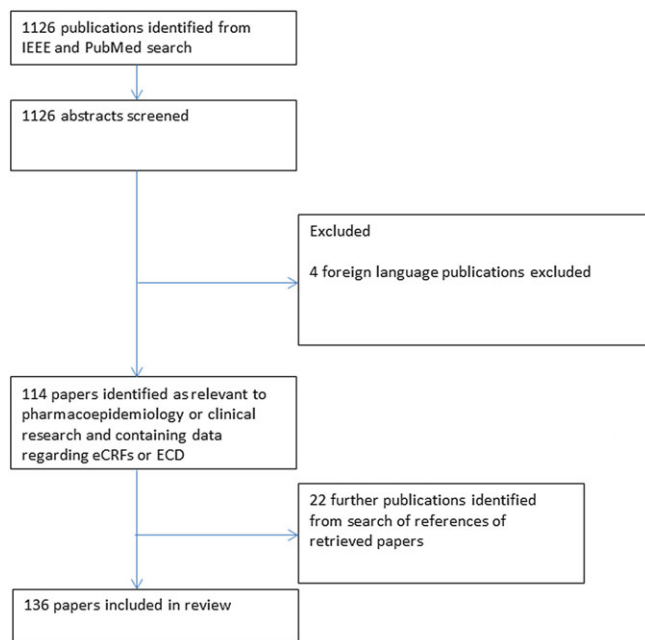 1126 publications identified from
IEEE and PubMed search
1126 abstracts screened
Excluded
4 foreign language publications excluded
114 papers identified as relevant to
pharmacoepidemiology or clinical
research and containing data
regarding eCRFs or ECD
22 further publications identified
from search of references of
retrieved papers
136 papers included in review